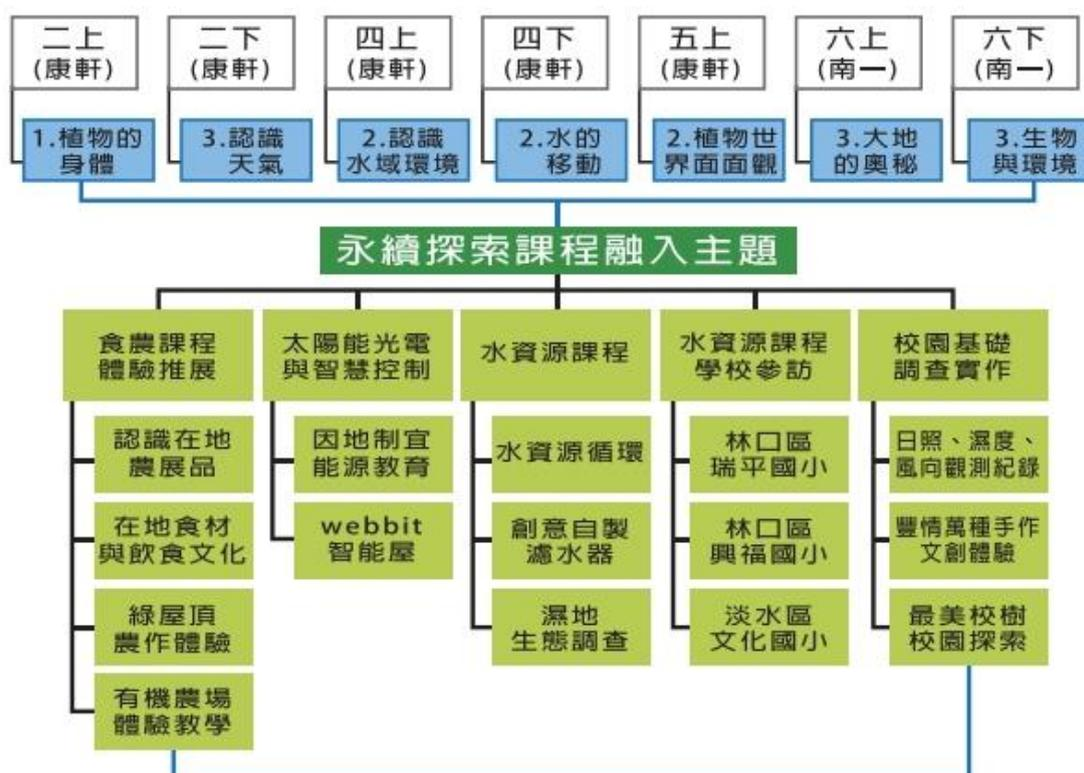 二上
(康軒)
二下
(康軒)
四上
(康軒)
四下
(康軒)
五上
(康軒)
六上
(南一)
六下
(南一)
1.植物的
身體
3.認識
天氣
2.認識
水域環境
2.水的
移動
2.植物世
界面面觀
3.大地
的奧秘
3.生物
與環境
永續探索課程融入主題
食農課程
體驗推展
認識在地
農展品
在地食材
與飲食文化
綠屋頂
農作體驗
有機農場
體驗教學
太陽能光電
與智慧控制
因地制宜
能源教育
webbit
智能屋
水資源課程
水資源循環
創意自製
濾水器
濕地
生態調查
水資源課程
學校參訪
林口區
瑞平國小
林口區
興福國小
淡水區
文化國小
校園基礎
調查實作
日照、濕度、
風向觀測紀錄
豐情萬種手作
文創體驗
最美校樹
校園探索